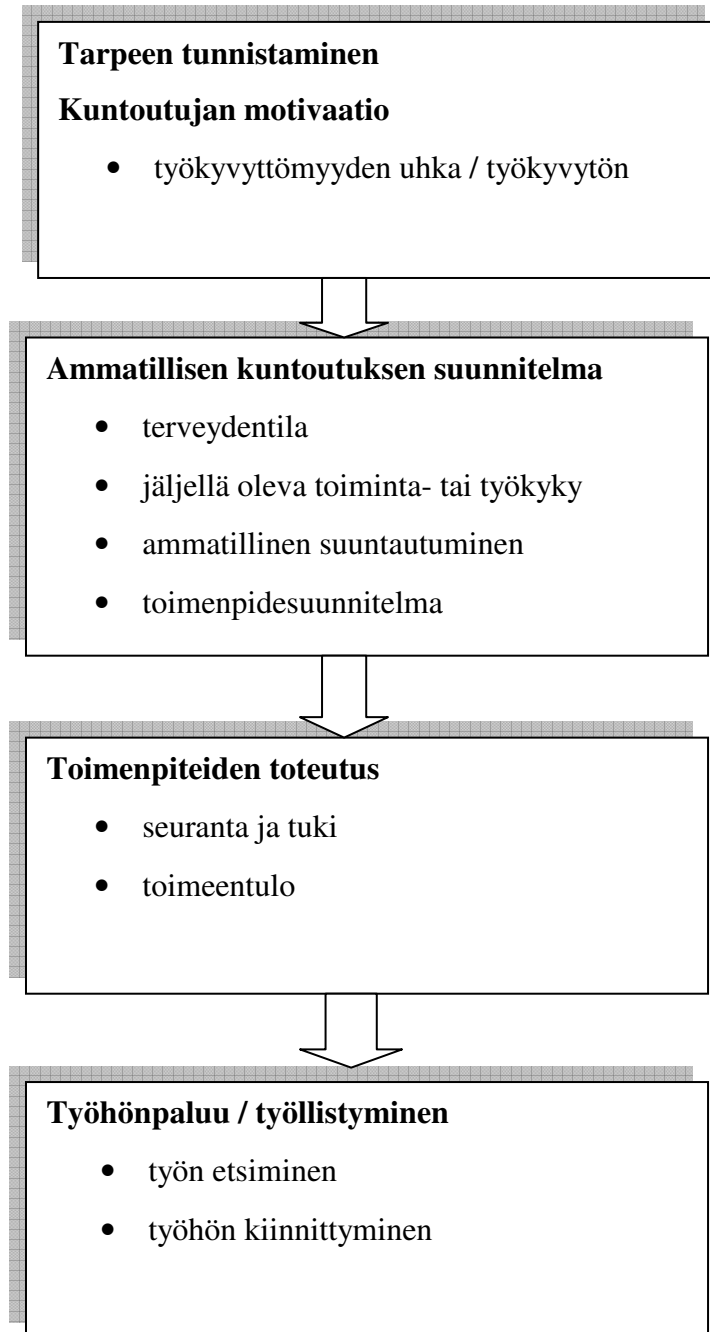 Tarpeen tunnistaminen
Kuntoutujan motivaatio
• työkyvyttömyyden uhka / työkyvytön
Ammatillisen kuntoutuksen suunnitelma
• terveydentila
• jäljellä oleva toiminta- tai työkyky
• ammatillinen suuntautuminen
• toimenpidesuunnitelma
Toimenpiteiden toteutus
• seuranta ja tuki
• toimeentulo
Työhönpaluu / työllistyminen
• työn etsiminen
• työhön kiinnittyminen